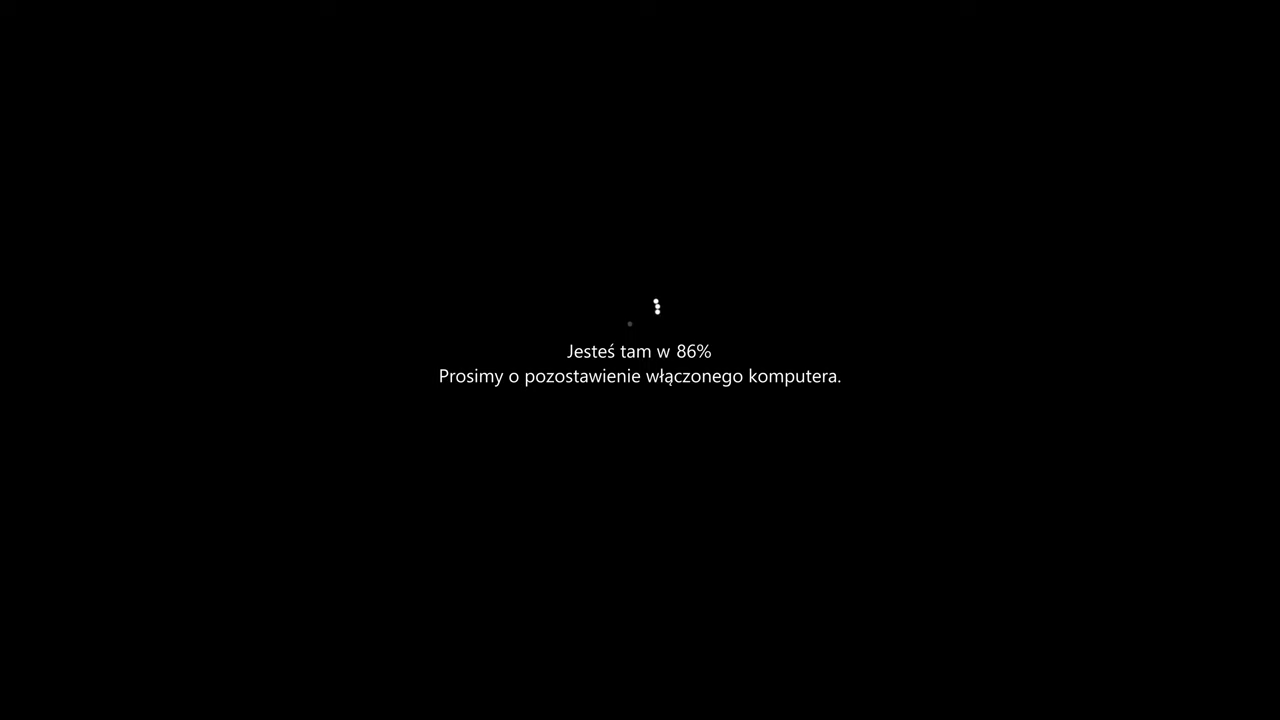 Jesteś tam w 86%
Prosimy o pozostawienie włączonego komputera.